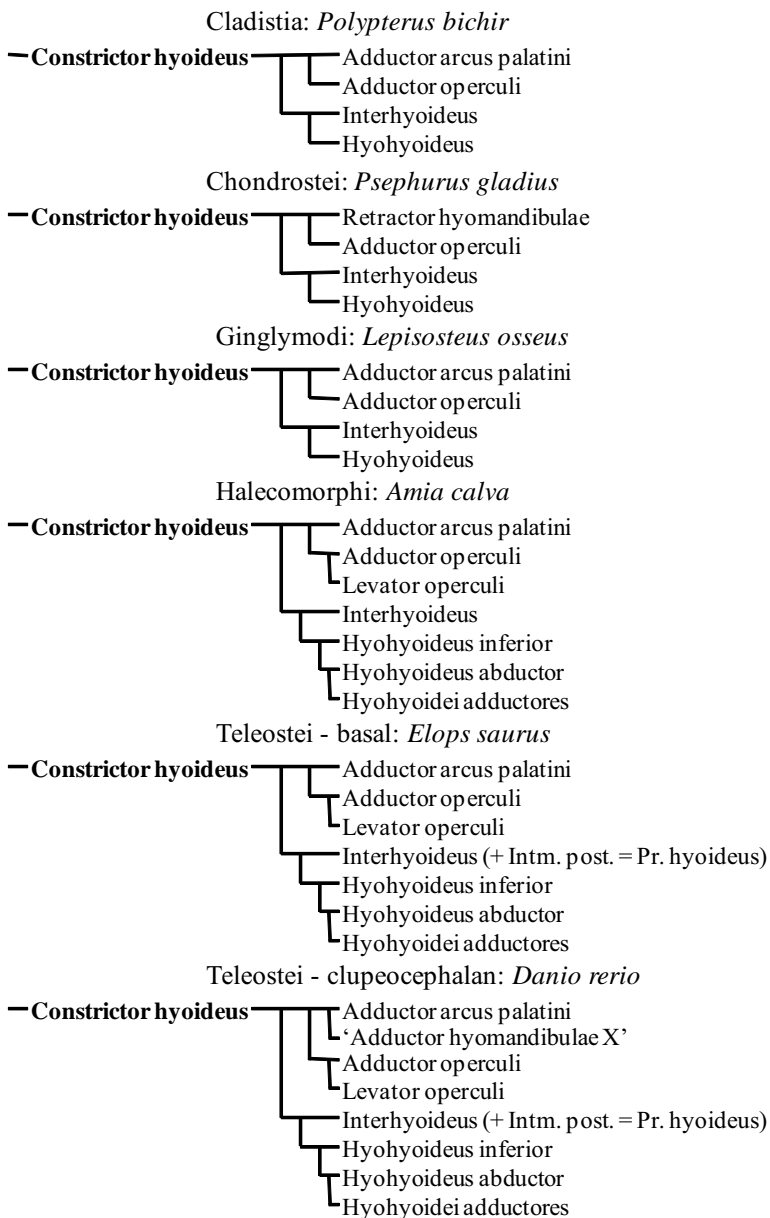 Cladistia: Polypterus bichir
Constrictor hyoideus Adductor arcus palatini
Adductor operculi
Interhyoideus
Hyohyoideus
Chondrostei: Psephurus gladius
Constrictor hyoideus Retractor hyomandibulae
Adductor operculi
Interhyoideus
Hyohyoideus
Ginglymodi: Lepisosteus osseus
Constrictor hyoideus Adductor arcus palatini
Adductor operculi
Interhyoideus
Hyohyoideus
Halecomorphi: Amia calva
Constrictor hyoideus Adductor arcus palatini
Adductor operculi
Levator operculi
Interhyoideus
Hyohyoideus inferior
Hyohyoideus abductor
Hyohyoidei adductores
Teleostei - basal: Elops saurus
Constrictor hyoideus Adductor arcus palatini
Adductor operculi
Levator operculi
Interhyoideus (+ Intm. post. = Pr. hyoideus)
Hyohyoideus inferior
Hyohyoideus abductor
Hyohyoidei adductores
Teleostei - clupeocephalan: Danio rerio
Constrictor hyoideus Adductor arcus palatini
‘Adductor hyomandibulae X’
Adductor operculi
Levator operculi
Interhyoideus (+ Intm. post. = Pr. hyoideus)
Hyohyoideus inferior
Hyohyoideus abductor
Hyohyoidei adductores